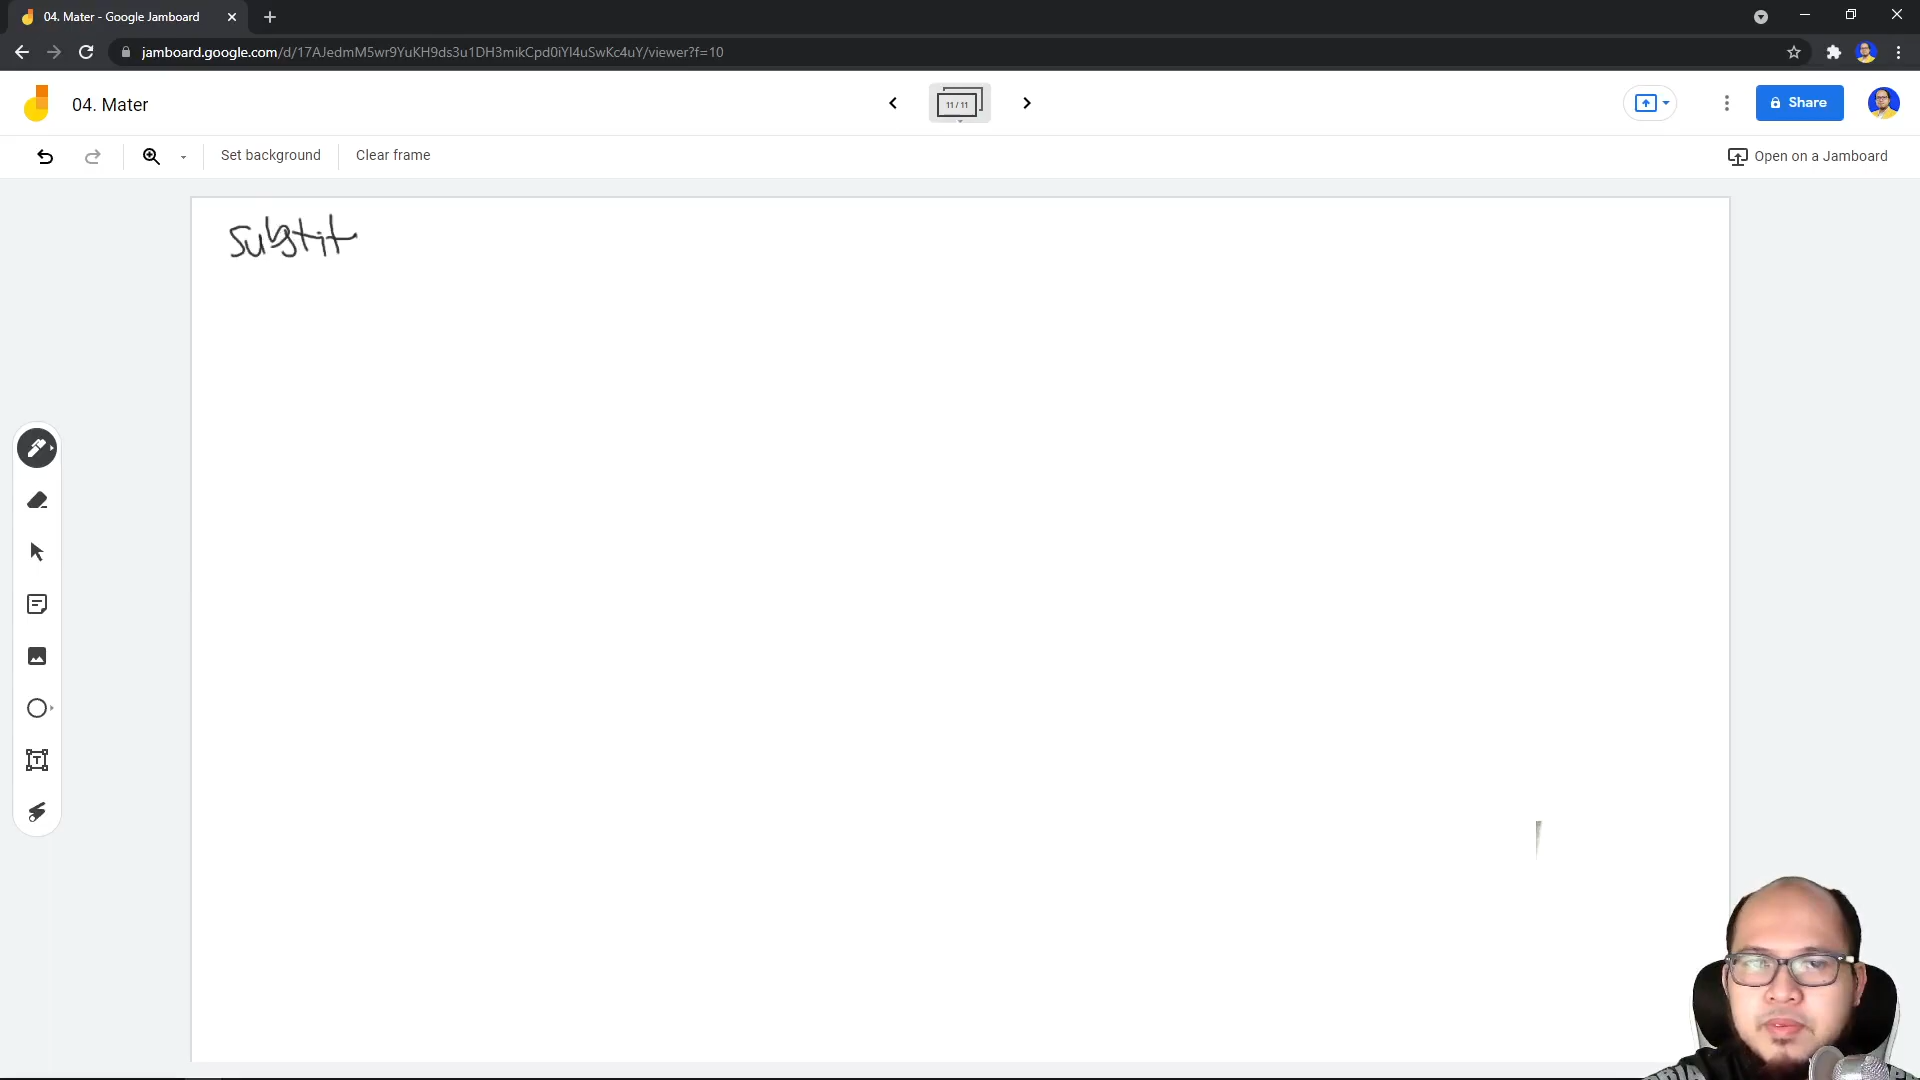 04. Mater - Google Jamboard
jamboard.google.com/d/17AJedmM5wr9YuKH9ds3u1DH3mikCpd0iYI4uSwKc4uY/viewer?f=10
04. Mater
11 / 11
Share
Set background
Clear frame
Open on a Jamboard
substit
T